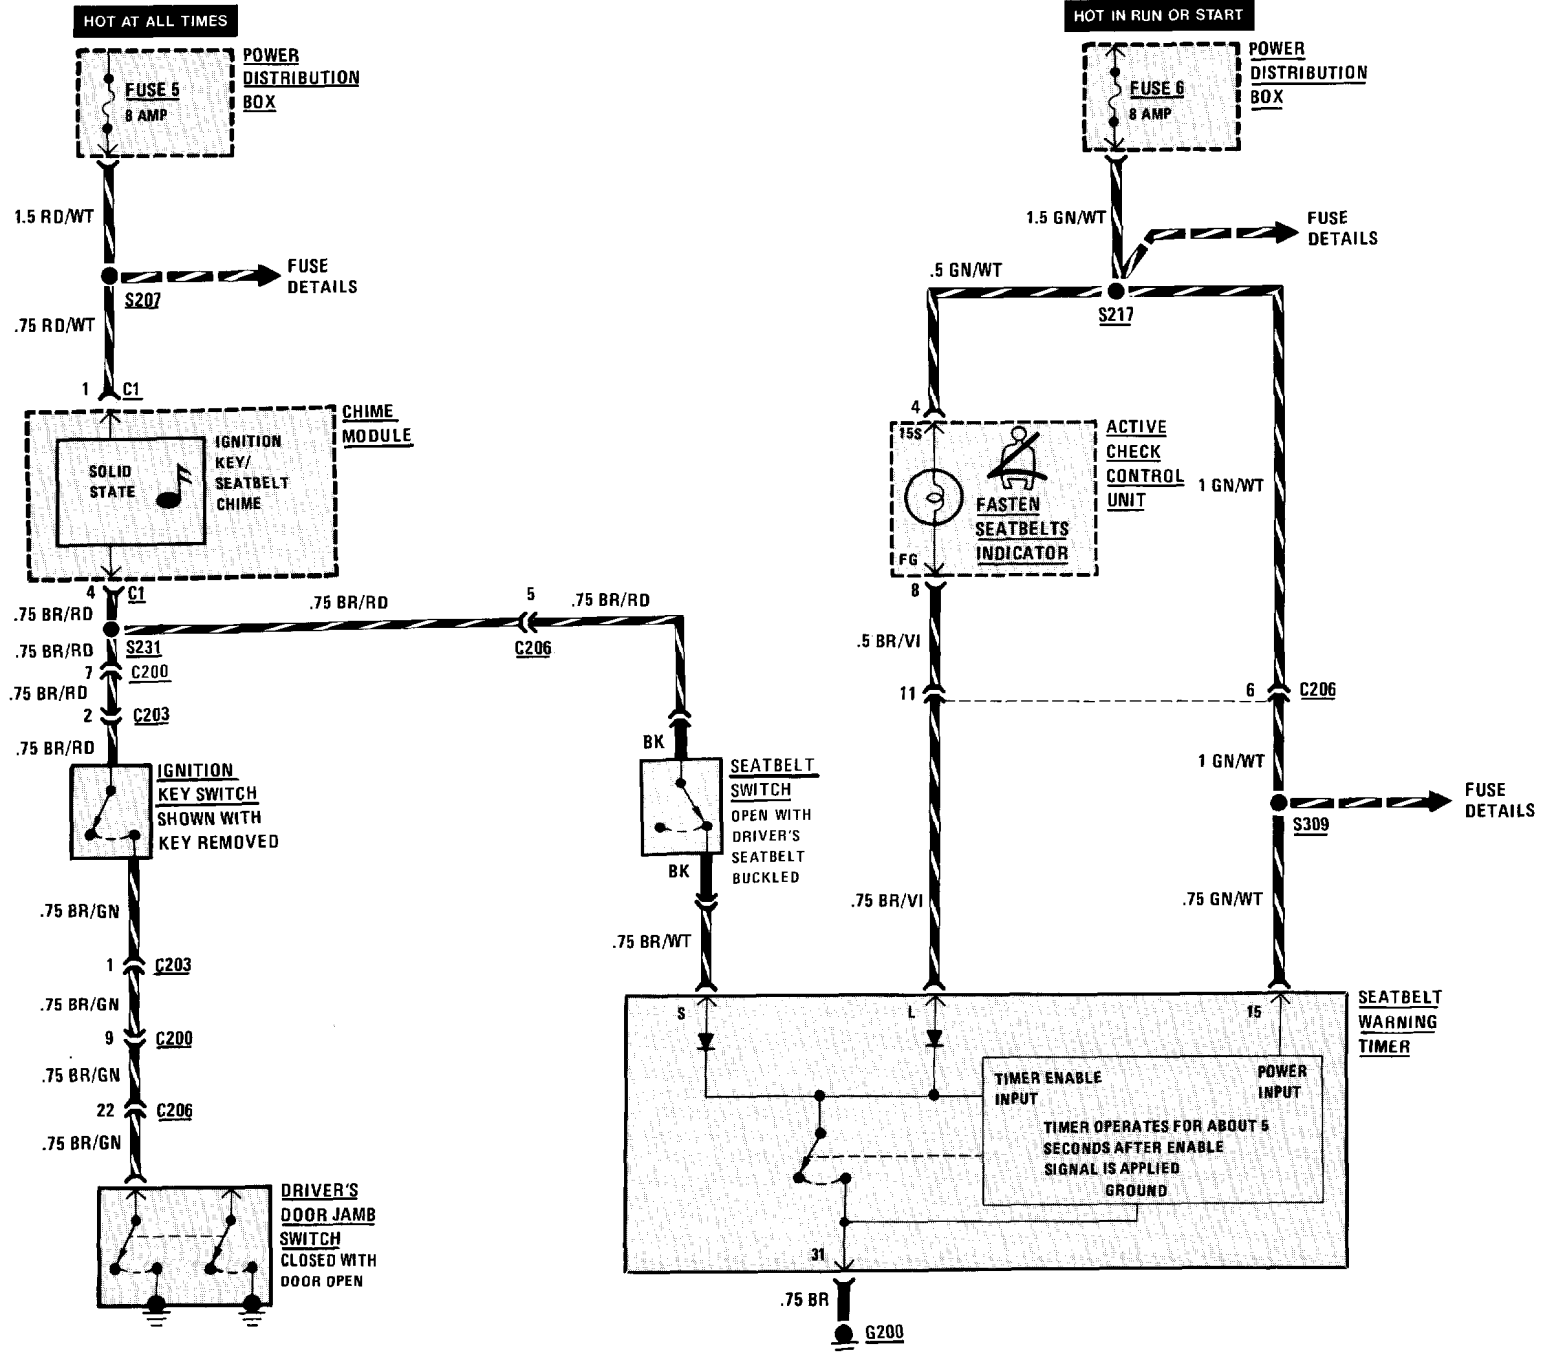 HOT AT ALL TIMES
POWER
DISTRIBUTION
BOX
FUSE 5
8 AMP
1.5 RD/WT
FUSE
DETAILS
S207
.75 RD/WT
1
C1
CHIME
MODULE
SOLID
STATE
IGNITION
KEY/
SEATBELT
CHIME
4
C1
.75 BR/RD
S231
.75 BR/RD
7
C200
.75 BR/RD
2
C203
.75 BR/RD
IGNITION
KEY SWITCH
SHOWN WITH
KEY REMOVED
.75 BR/GN
1
C203
.75 BR/GN
9
C200
.75 BR/GN
22
C206
.75 BR/GN
DRIVER'S
DOOR JAMB
SWITCH
CLOSED WITH
DOOR OPEN
.75 BR/RD
5
C206
.75 BR/RD
BK
SEATBELT
SWITCH
OPEN WITH
DRIVER'S
SEATBELT
BUCKLED
BK
.75 BR/WT
HOT IN RUN OR START
POWER
DISTRIBUTION
BOX
FUSE 6
8 AMP
1.5 GN/WT
FUSE
DETAILS
.5 GN/WT
S217
4
15S
ACTIVE
CHECK
CONTROL
UNIT
FASTEN
SEATBELTS
INDICATOR
FG
8
1 GN/WT
.5 BR/VI
11
6
C206
1 GN/WT
FUSE
DETAILS
S309
.75 BR/VI
.75 GN/WT
S
L
15
SEATBELT
WARNING
TIMER
TIMER ENABLE
INPUT
POWER
INPUT
TIMER OPERATES FOR ABOUT 5
SECONDS AFTER ENABLE
SIGNAL IS APPLIED
GROUND
31
.75 BR
G200